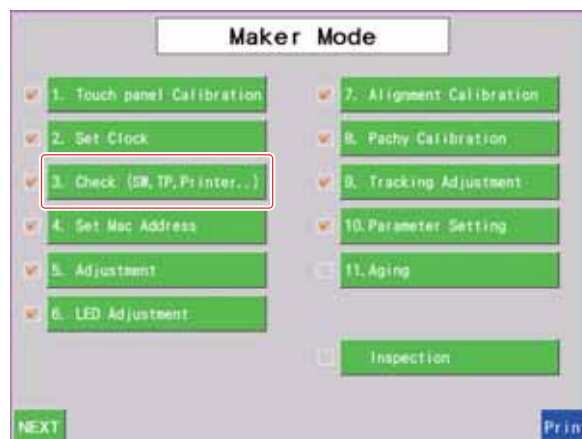 Maker Mode
1. Touch panel Calibration
2. Set Clock
3. Check (SW,TP,Printer..)
4. Set Mac Address
5. Adjustment
6. LED Adjustment
7. Alignment Calibration
8. Pachy Calibration
9. Tracking Adjustment
10.Parameter Setting
11.Aging
Inspection
NEXT
Prin